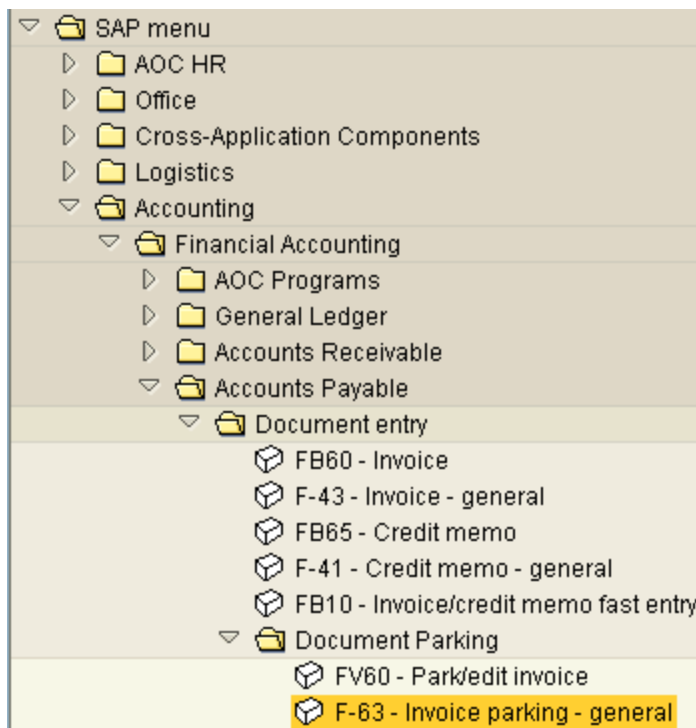 SAP menu
AOC HR
Office
Cross-Application Components
Logistics
Accounting
Financial Accounting
AOC Programs
General Ledger
Accounts Receivable
Accounts Payable
Document entry
FB60 - Invoice
F-43 - Invoice - general
FB65 - Credit memo
F-41 - Credit memo - general
FB10 - Invoice/credit memo fast entry
Document Parking
FV60 - Park/edit invoice
F-63 - Invoice parking - general